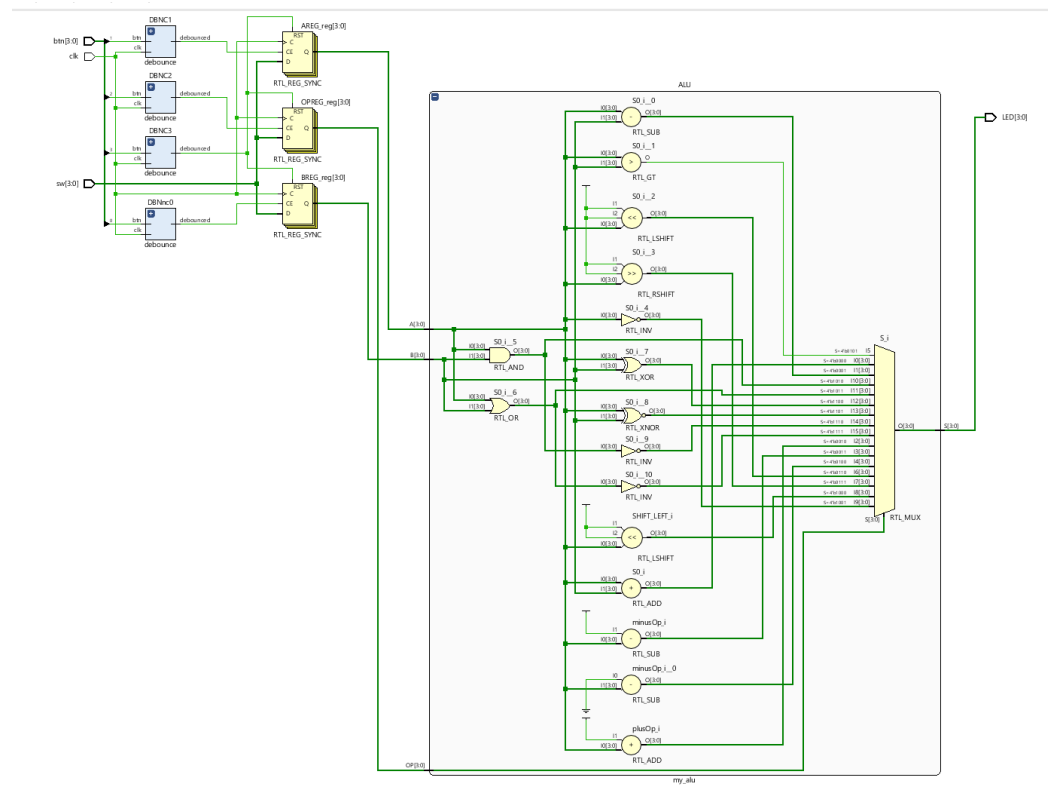 DBNC1
btn[3:0]
clk
btn
clk
debounced
debounce
AREG_reg[3:0]
RST
C
CE
D
Q
RTL_REG_SYNC
DBNC2
btn
clk
debounced
debounce
OPREG_reg[3:0]
RST
C
CE
D
Q
RTL_REG_SYNC
DBNC3
btn
clk
debounced
debounce
sw[3:0]
BREG_reg[3:0]
RST
C
CE
D
Q
RTL_REG_SYNC
DBNnc0
btn
clk
debounced
debounce
ALU
LED[3:0]
S0_i__0
I0[3:0]
I1[3:0]
-
O[3:0]
RTL_SUB
S0_i__1
I0[3:0]
I1[3:0]
>
O
RTL_GT
S0_i__2
I1
I2
I0[3:0]
<<
O[3:0]
RTL_LSHIFT
S0_i__3
I1
I2
I0[3:0]
>>
O[3:0]
RTL_RSHIFT
S0_i__4
I0[3:0]
O[3:0]
RTL_INV
A[3:0]
B[3:0]
S0_i__5
I0[3:0]
I1[3:0]
O[3:0]
RTL_AND
S0_i__6
I0[3:0]
I1[3:0]
O[3:0]
RTL_OR
S0_i__7
I0[3:0]
I1[3:0]
O[3:0]
RTL_XOR
S0_i__8
I0[3:0]
I1[3:0]
O[3:0]
RTL_XNOR
S0_i__9
I0[3:0]
O[3:0]
RTL_INV
S0_i__10
I0[3:0]
O[3:0]
RTL_INV
SHIFT_LEFT_i
I1
I2
I0[3:0]
<<
O[3:0]
RTL_LSHIFT
S0_i
I0[3:0]
I1[3:0]
+
O[3:0]
RTL_ADD
minusOp_i
I1
I0[3:0]
-
O[3:0]
RTL_SUB
minusOp_i__0
I0
I1[3:0]
-
O[3:0]
RTL_SUB
plusOp_i
I1
I0[3:0]
+
O[3:0]
RTL_ADD
S_i
I5
I0[3:0]
I1[3:0]
I10[3:0]
I11[3:0]
I12[3:0]
I13[3:0]
I14[3:0]
I15[3:0]
I2[3:0]
I3[3:0]
I4[3:0]
I6[3:0]
I7[3:0]
I8[3:0]
I9[3:0]
S[3:0]
O[3:0]
RTL_MUX
S[3:0]
OP[3:0]
my_alu